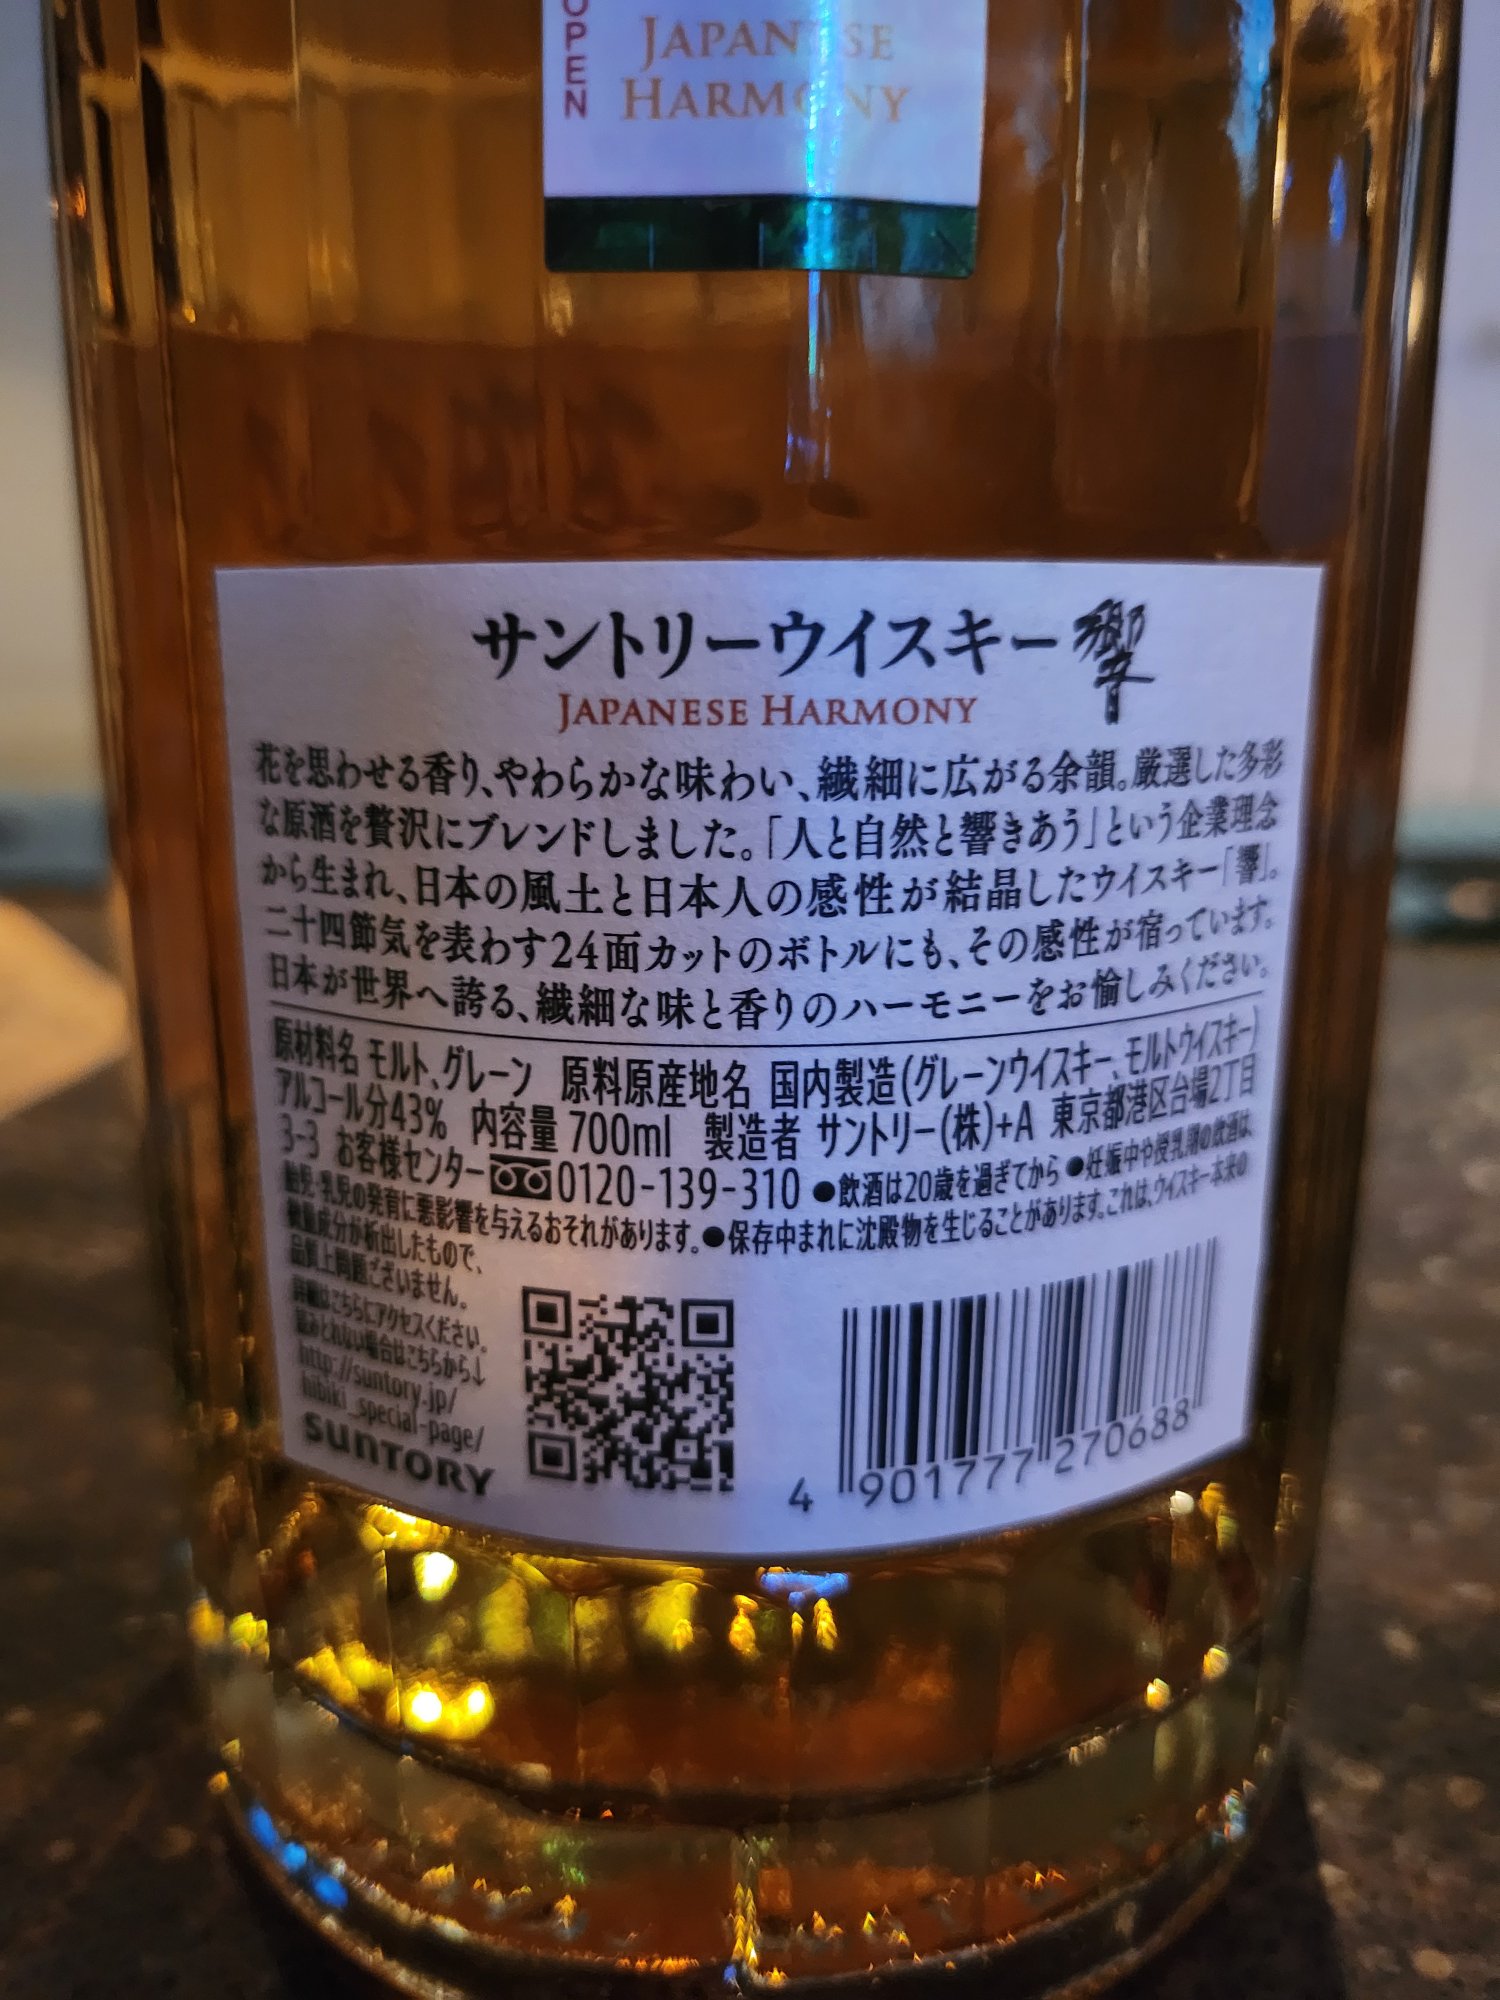 OPEN
JAPANESE
HARMONY
サントリーウイスキー 響
JAPANESE HARMONY
花を思わせる香り、やわらかな味わい、繊細に広がる余韻。厳選した多彩
な原酒を贅沢にブレンドしました。「人と自然と響きあう」という企業理念
から生まれ、日本の風土と日本人の感性が結晶したウイスキー「響」。
二十四節気を表わす24面カットのボトルにも、その感性が宿っています。
日本が世界へ誇る、繊細な味と香りのハーモニーをお愉しみください。
原材料名 モルト、グレーン 原料原産地名 国内製造(グレーンウイスキー、モルトウイスキー)
アルコール分43% 内容量 700ml 製造者 サントリー(株)+A 東京都港区台場2丁目
3-3 お客様センター 0120-139-310 ●飲酒は20歳を過ぎてから ●妊娠中や授乳期の飲酒は、
胎児・乳児の発育に悪影響を与えるおそれがあります。●保存中まれに沈殿物を生じることがあります。これは、ウイスキー本来の
微量成分が析出したもので、
品質上問題ございません。
詳細はこちらにアクセスください。
読みとれない場合はこちらから↓
http://suntory.jp/
hibiki_special-page/
SUNTORY
4 901777 270688